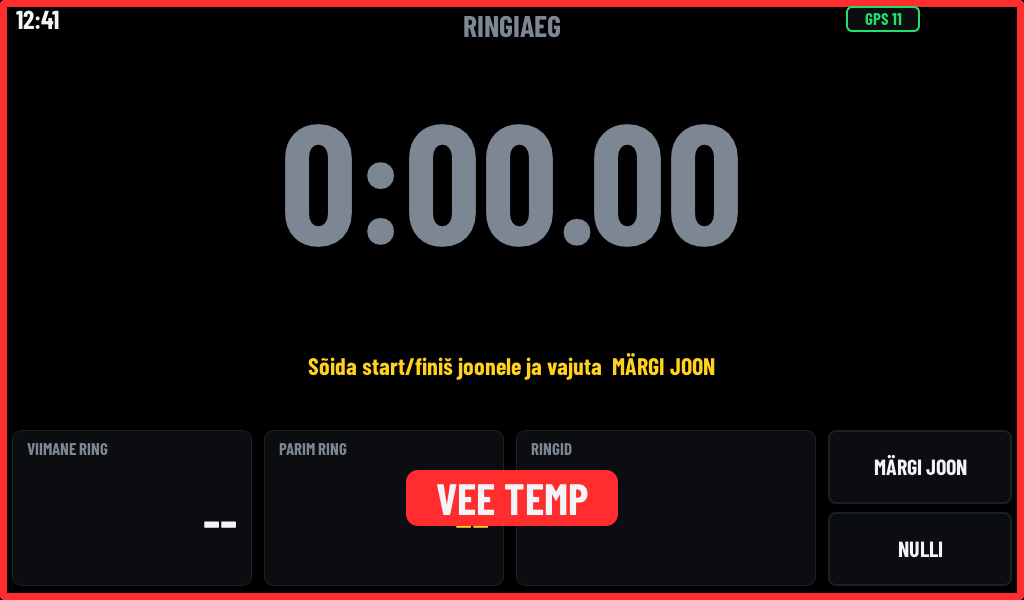 12:41
RINGIAEG
GPS 11
0:00.00
Sõida start/finiš joonele ja vajuta MÄRGI JOON
VIIMANE RING
PARIM RING
RINGID
MÄRGI JOON
VEE TEMP
--
--
NULLI